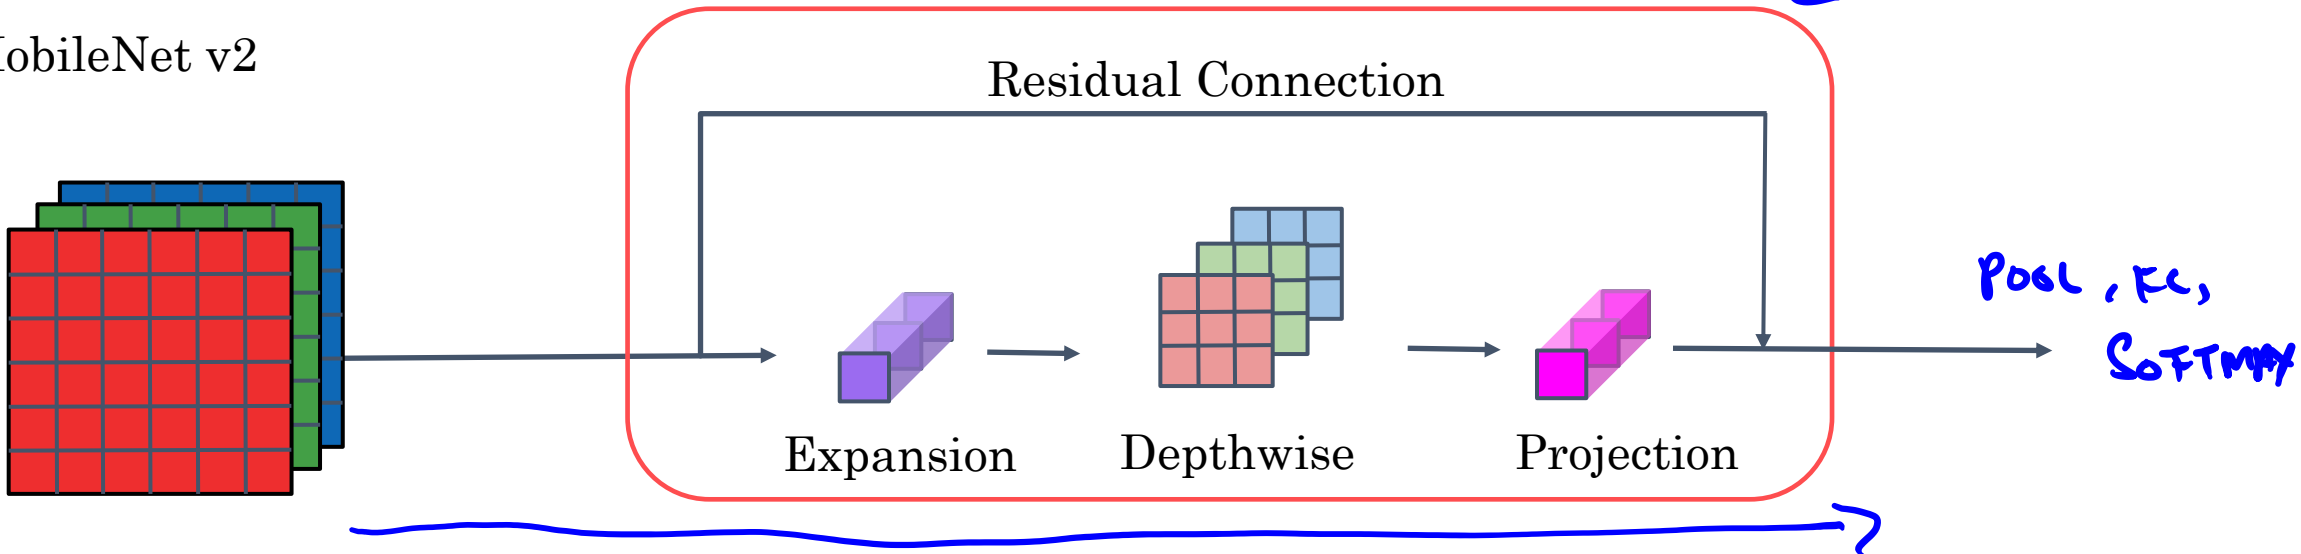 obileNet v2
Residual Connection
Expansion
Depthwise
Projection
POOL, FC,
SOFTMAX